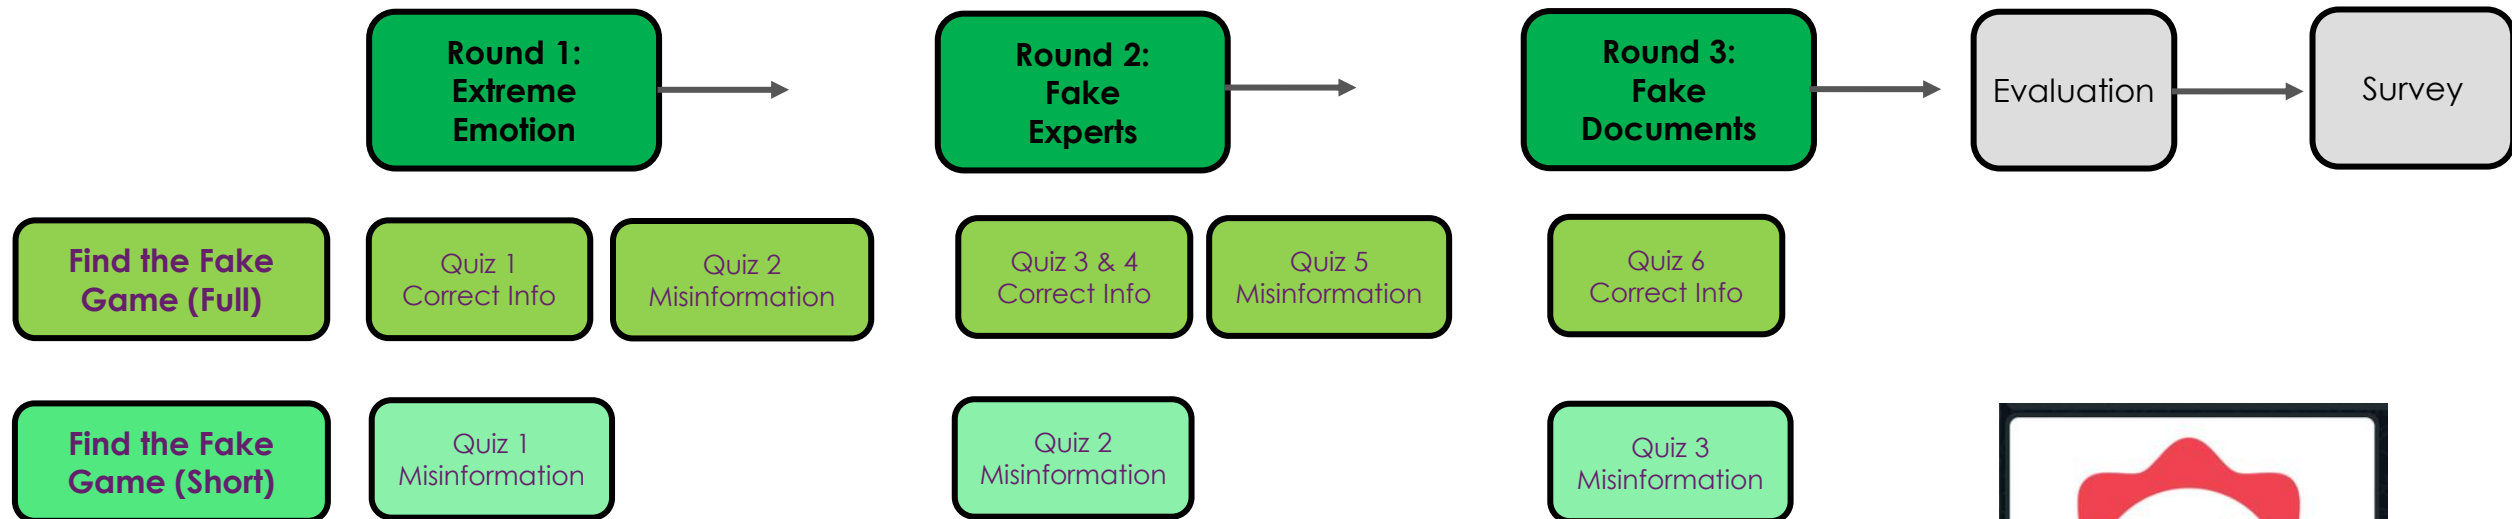 Round 1:
Extreme
Emotion
Round 2:
Fake
Experts
Round 3:
Fake
Documents
Evaluation
Survey
Find the Fake
Game (Full)
Quiz 1
Correct Info
Quiz 2
Misinformation
Quiz 3 & 4
Correct Info
Quiz 5
Misinformation
Quiz 6
Correct Info
Find the Fake
Game (Short)
Quiz 1
Misinformation
Quiz 2
Misinformation
Quiz 3
Misinformation